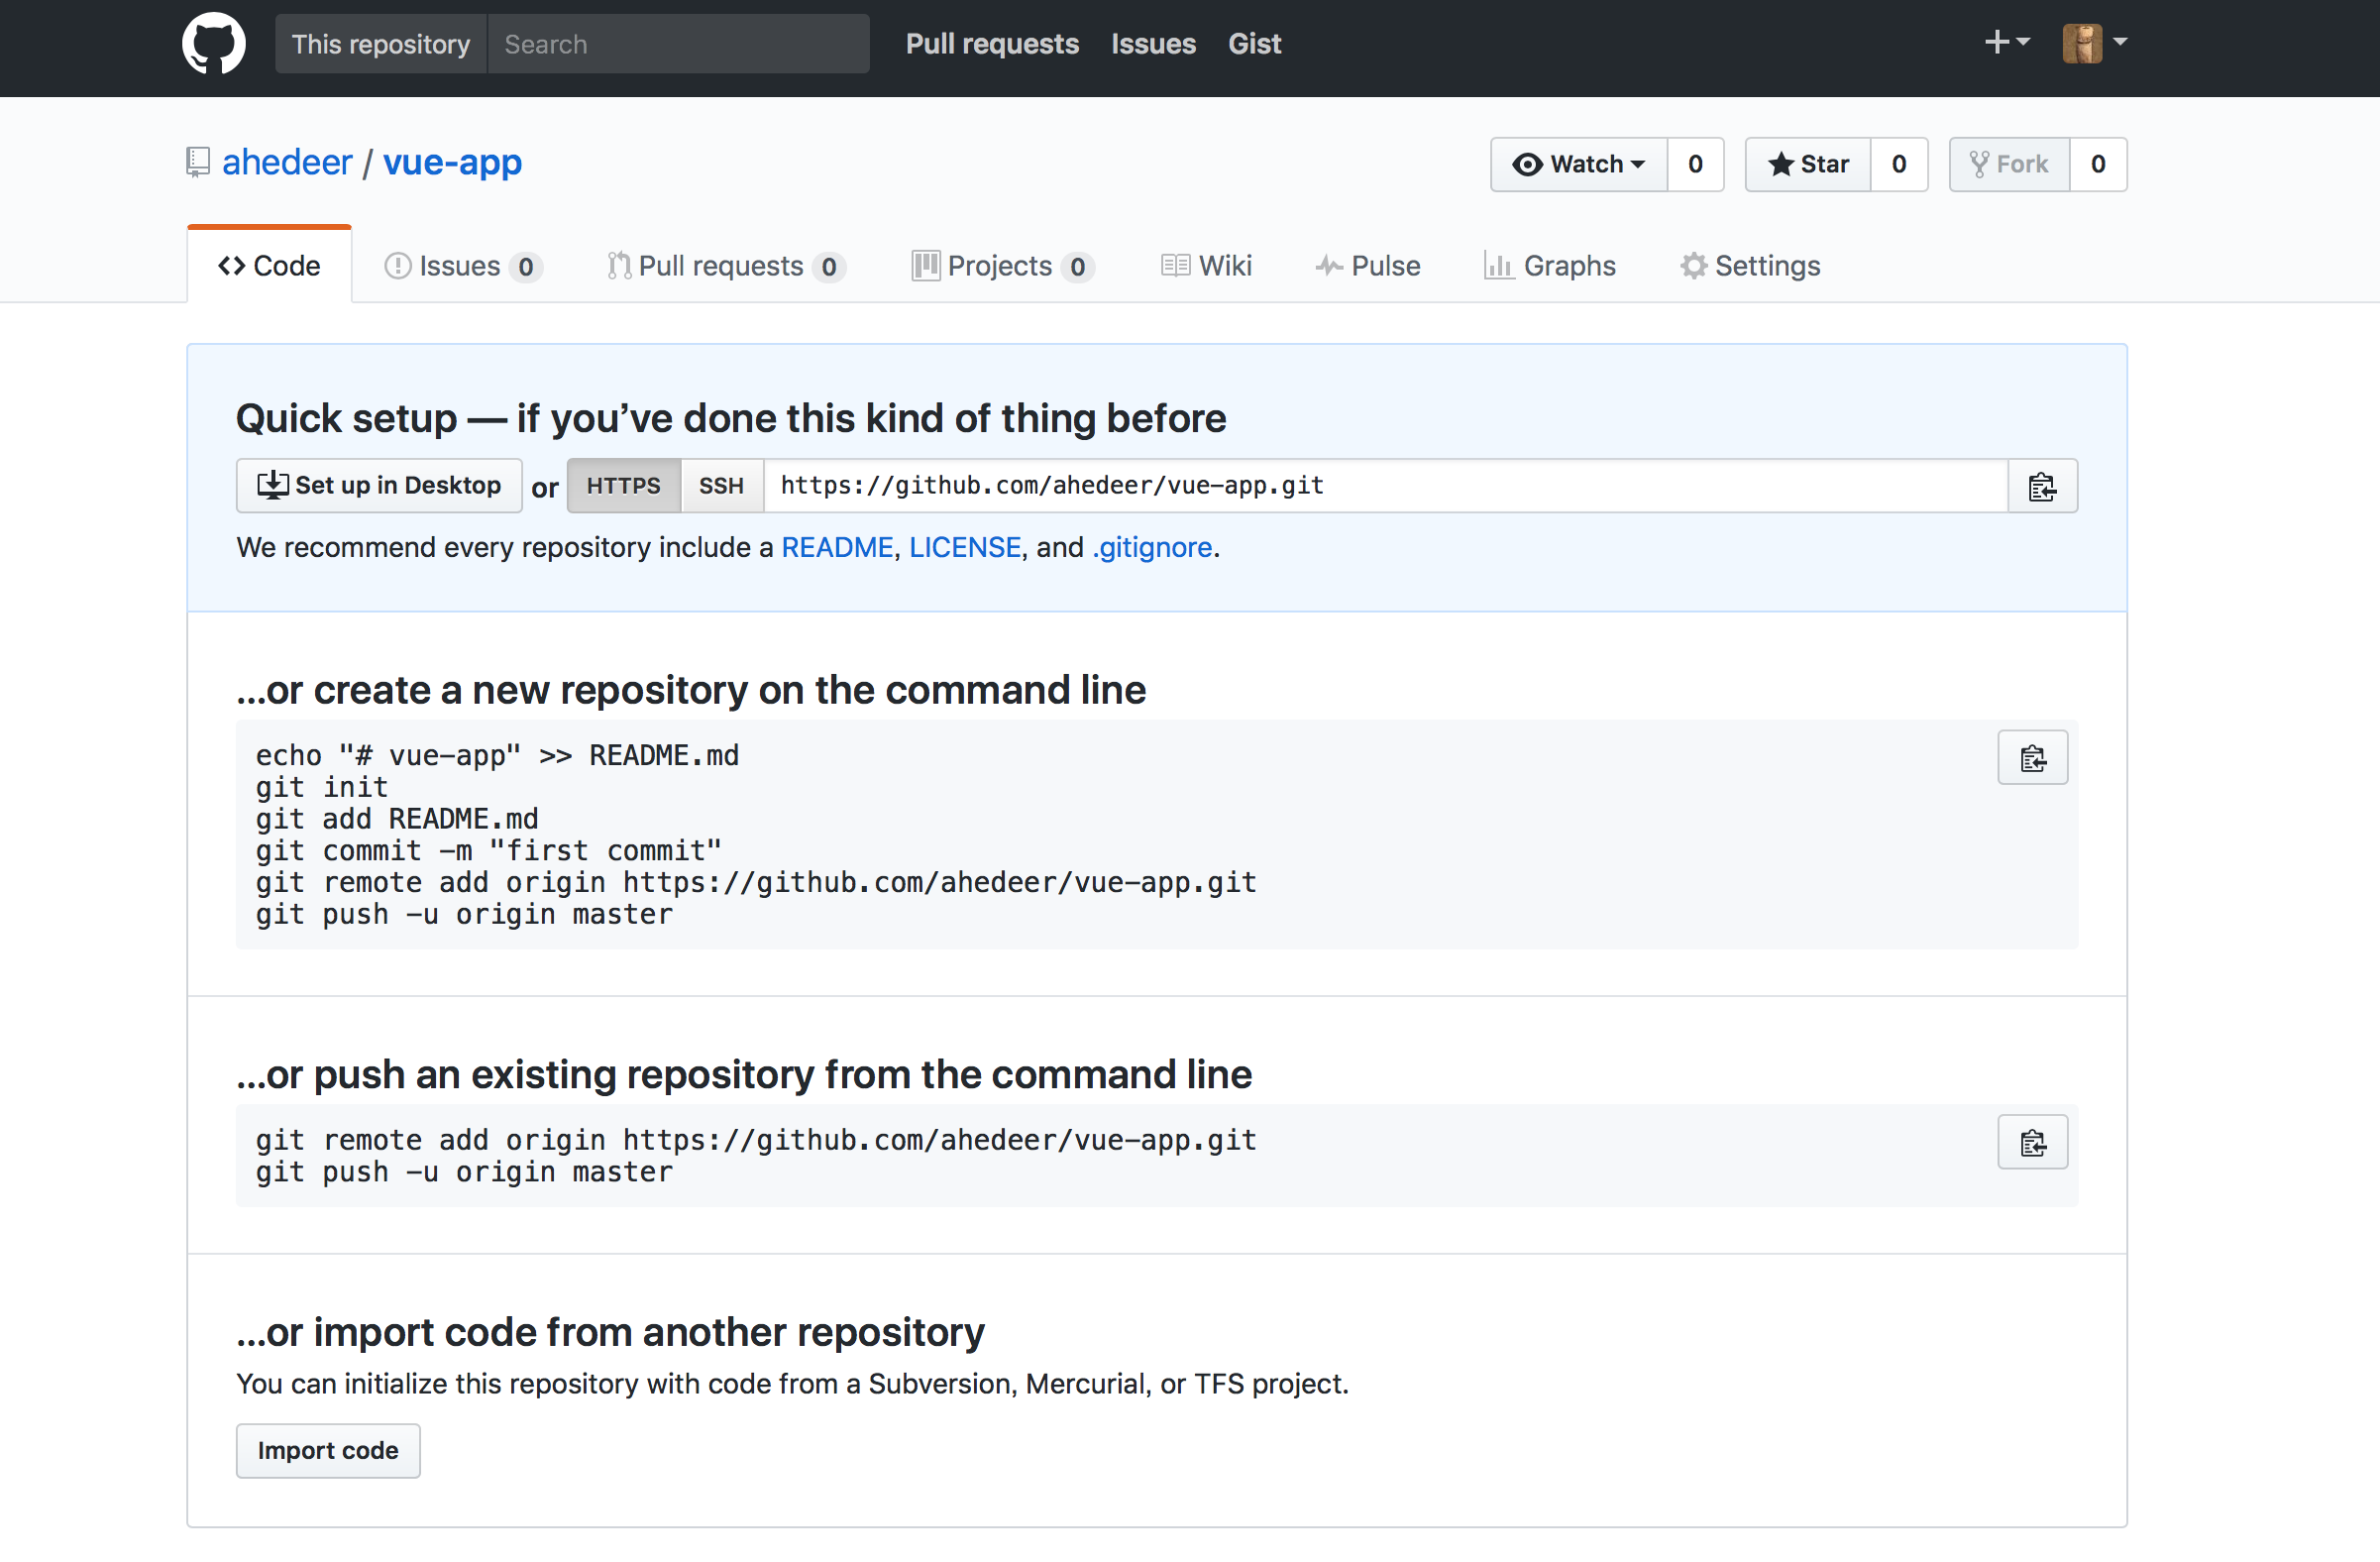 This repository Search Pull requests Issues Gist
ahedeer / vue-app
Watch 0 Star 0 Fork 0
Code Issues 0 Pull requests 0 Projects 0 Wiki Pulse Graphs Settings
Quick setup — if you’ve done this kind of thing before
Set up in Desktop or HTTPS SSH https://github.com/ahedeer/vue-app.git
We recommend every repository include a README, LICENSE, and .gitignore.
…or create a new repository on the command line
echo "# vue-app" >> README.md
git init
git add README.md
git commit -m "first commit"
git remote add origin https://github.com/ahedeer/vue-app.git
git push -u origin master
…or push an existing repository from the command line
git remote add origin https://github.com/ahedeer/vue-app.git
git push -u origin master
…or import code from another repository
You can initialize this repository with code from a Subversion, Mercurial, or TFS project.
Import code